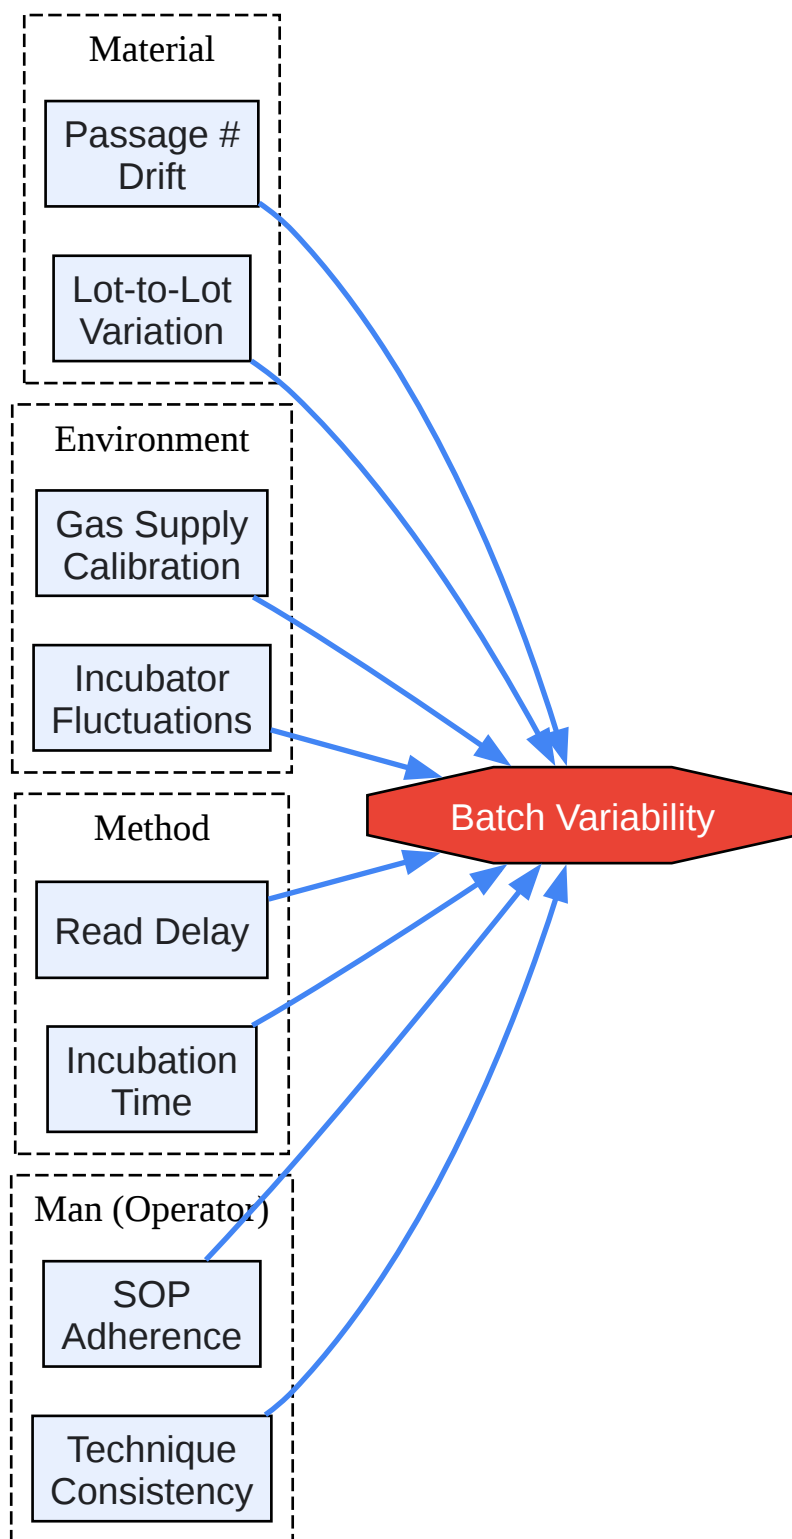 Material
Passage #
Drift
Lot-to-Lot
Variation
Environment
Gas Supply
Calibration
Incubator
Fluctuations
Batch Variability
Method
Read Delay
Incubation
Time
Man (Operator)
SOP
Adherence
Technique
Consistency